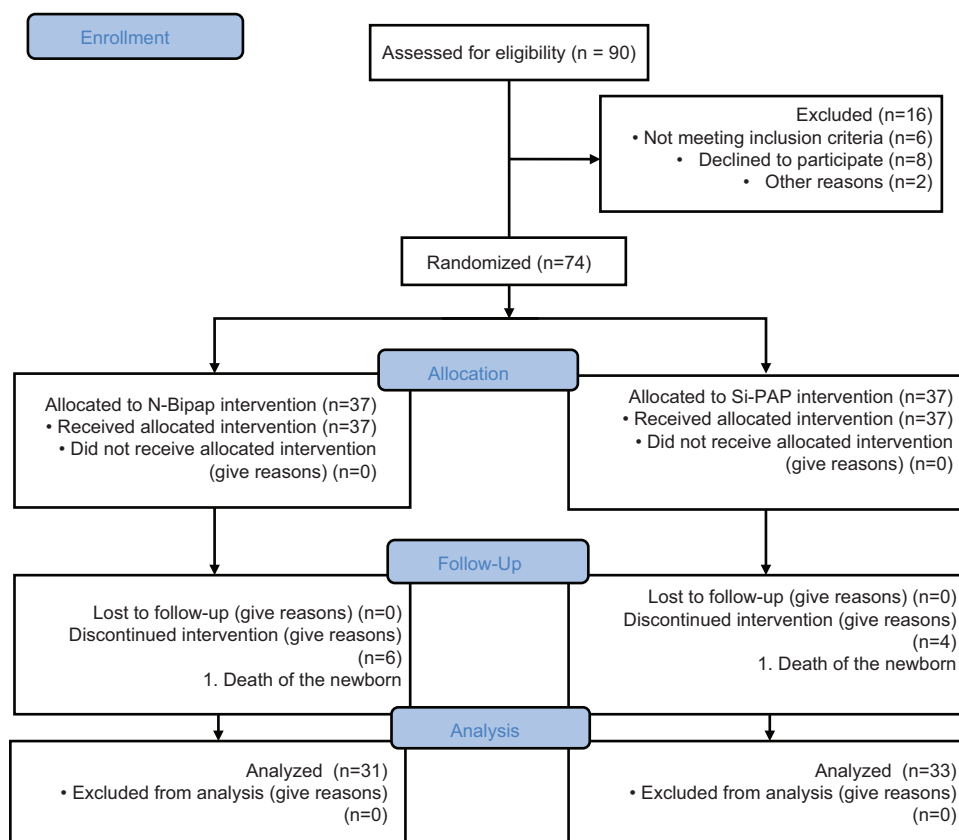 Enrollment
Assessed for eligibility (n = 90)
Excluded (n=16)
• Not meeting inclusion criteria (n=6)
• Declined to participate (n=8)
• Other reasons (n=2)
Randomized (n=74)
Allocation
Allocated to N-Bipap intervention (n=37)
• Received allocated intervention (n=37)
• Did not receive allocated intervention
(give reasons) (n=0)
Allocated to Si-PAP intervention (n=37)
• Received allocated intervention (n=37)
• Did not receive allocated intervention
(give reasons) (n=0)
Follow-Up
Lost to follow-up (give reasons) (n=0)
Discontinued intervention (give reasons)
(n=6)
1. Death of the newborn
Lost to follow-up (give reasons) (n=0)
Discontinued intervention (give reasons)
(n=4)
1. Death of the newborn
Analysis
Analyzed (n=31)
• Excluded from analysis (give reasons)
(n=0)
Analyzed (n=33)
• Excluded from analysis (give reasons)
(n=0)